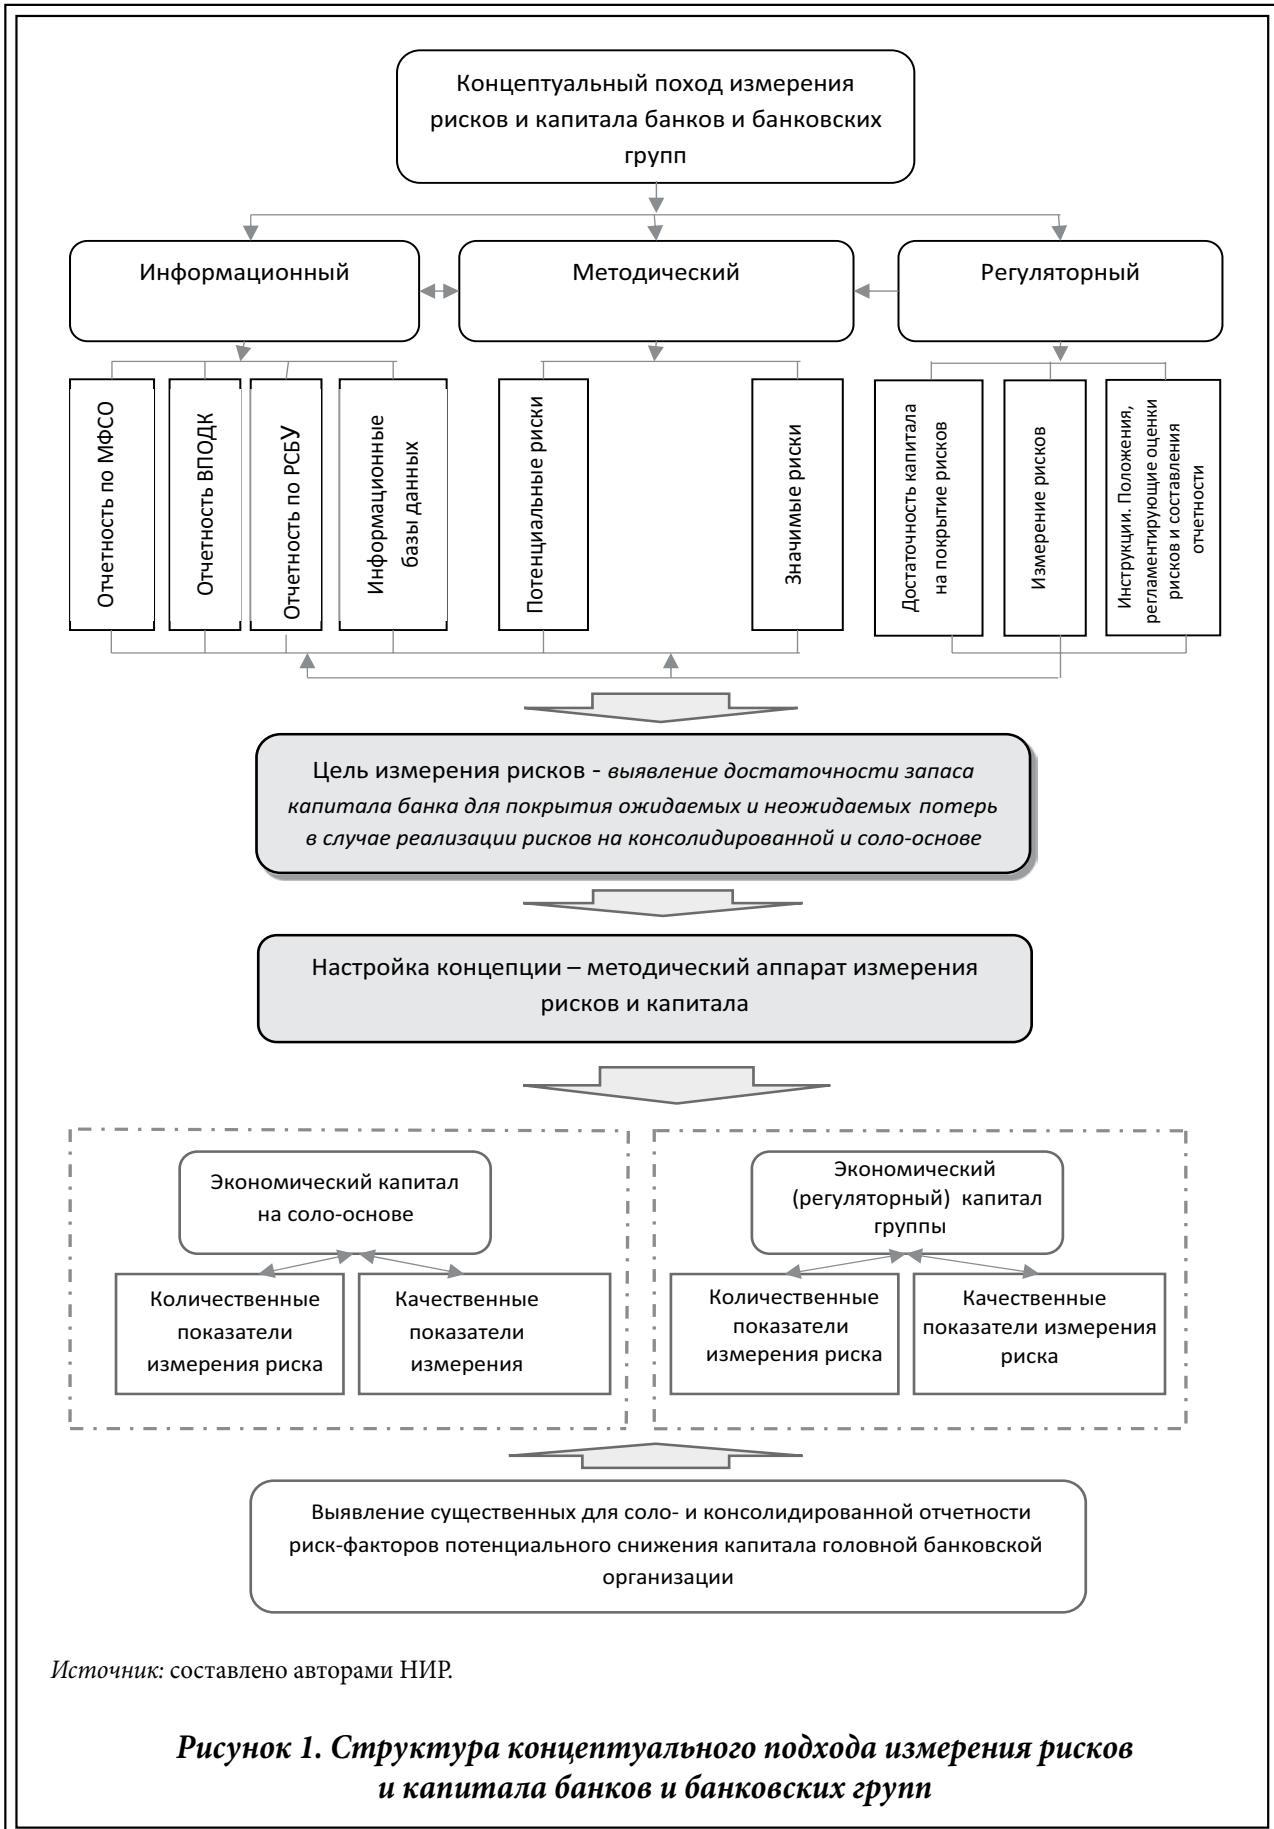 Концептуальный поход измерения
рисков и капитала банков и банковских
групп
Информационный
Методический
Регуляторный
Отчетность по МФСО
Отчетность ВПОДК
Отчетность по РСБУ
Информационные
базы данных
Потенциальные риски
Значимые риски
Достаточность капитала
на покрытие рисков
Измерение рисков
Инструкции. Положения,
регламентирующие оценки
рисков и составления
отчетности
Цель измерения рисков - выявление достаточности запаса
капитала банка для покрытия ожидаемых и неожидаемых потерь
в случае реализации рисков на консолидированной и соло-основе
Настройка концепции – методический аппарат измерения
рисков и капитала
Экономический капитал
на соло-основе
Количественные
показатели
измерения риска
Качественные
показатели
измерения
Экономический
(регуляторный) капитал
группы
Количественные
показатели
измерения риска
Качественные
показатели измерения
риска
Выявление существенных для соло- и консолидированной отчетности
риск-факторов потенциального снижения капитала головной банковской
организации
Источник: составлено авторами НИР.
Рисунок 1. Структура концептуального подхода измерения рисков
и капитала банков и банковских групп